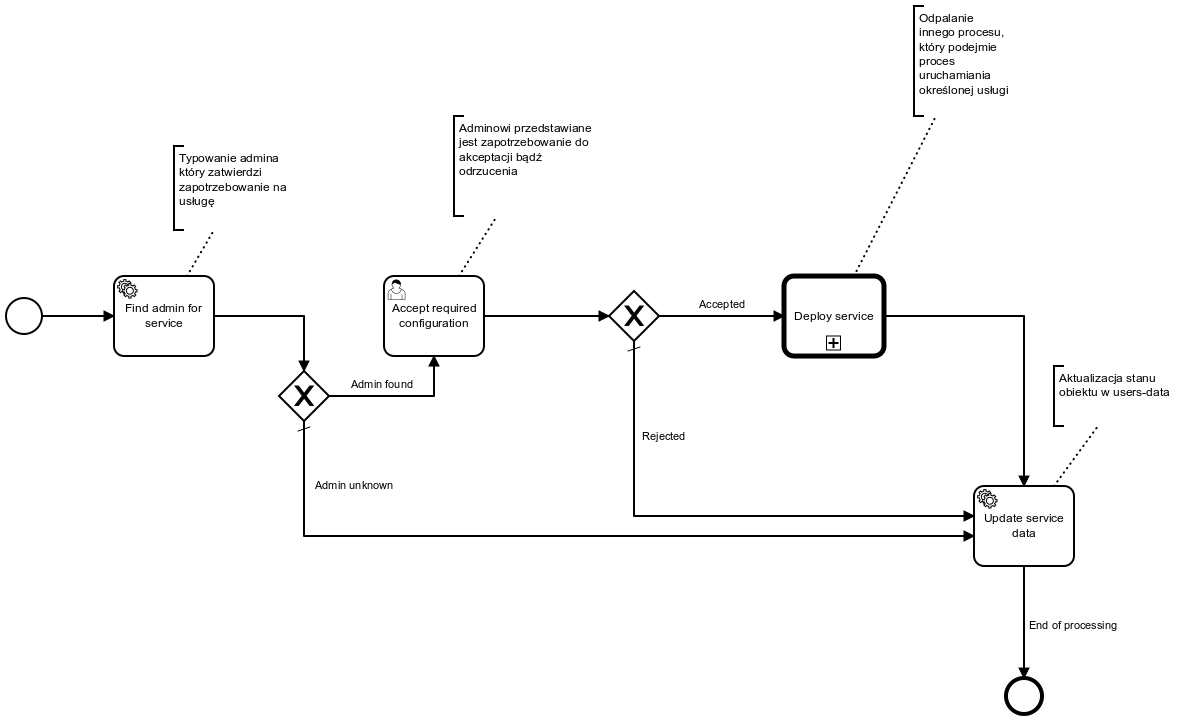 Odpalanie
innego procesu,
który podejmie
proces
uruchamiania
określonej usługi
Adminowi przedstawiane
jest zapotrzebowanie do
akceptacji bądź
odrzucenia
Typowanie admina
który zatwierdzi
zapotrzebowanie na
usługę
Find admin for
service
Accept required
configuration
Accepted
Deploy service
Admin found
Aktualizacja stanu
obiektu w users-data
Rejected
Admin unknown
Update service
data
End of processing